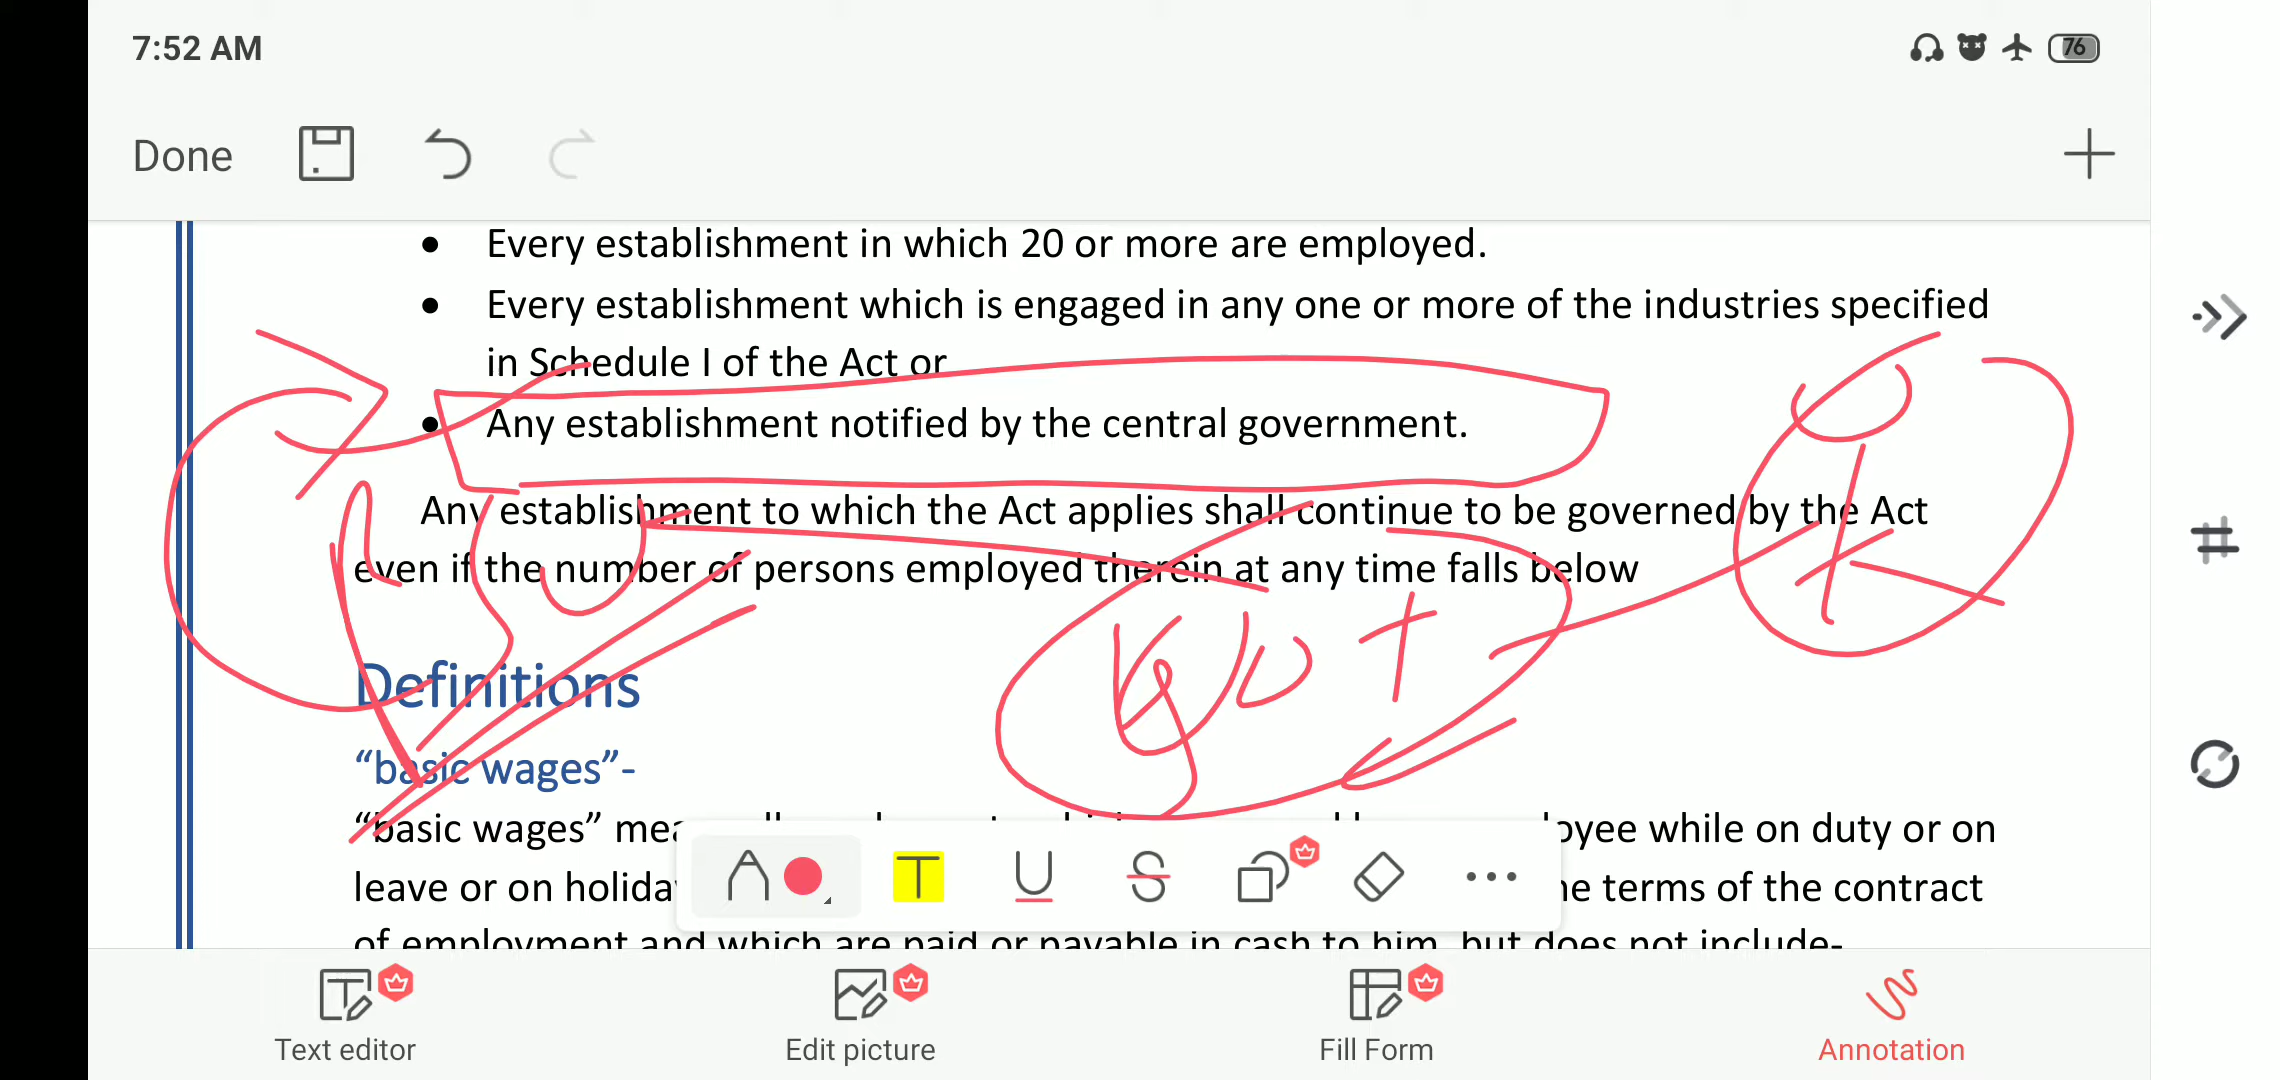 7:52 AM
76
Done
• Every establishment in which 20 or more are employed.
• Every establishment which is engaged in any one or more of the industries specified
in Schedule I of the Act or
• Any establishment notified by the central government.
Any establishment to which the Act applies shall continue to be governed by the Act
even if the number of persons employed therein at any time falls below
Definitions
“basic wages”-
“basic wages” oyee while on duty or on
leave or on terms of the contract
of employment and which are paid or payable in cash to him, but does not include-
Text editor
Edit picture
Fill Form
Annotation